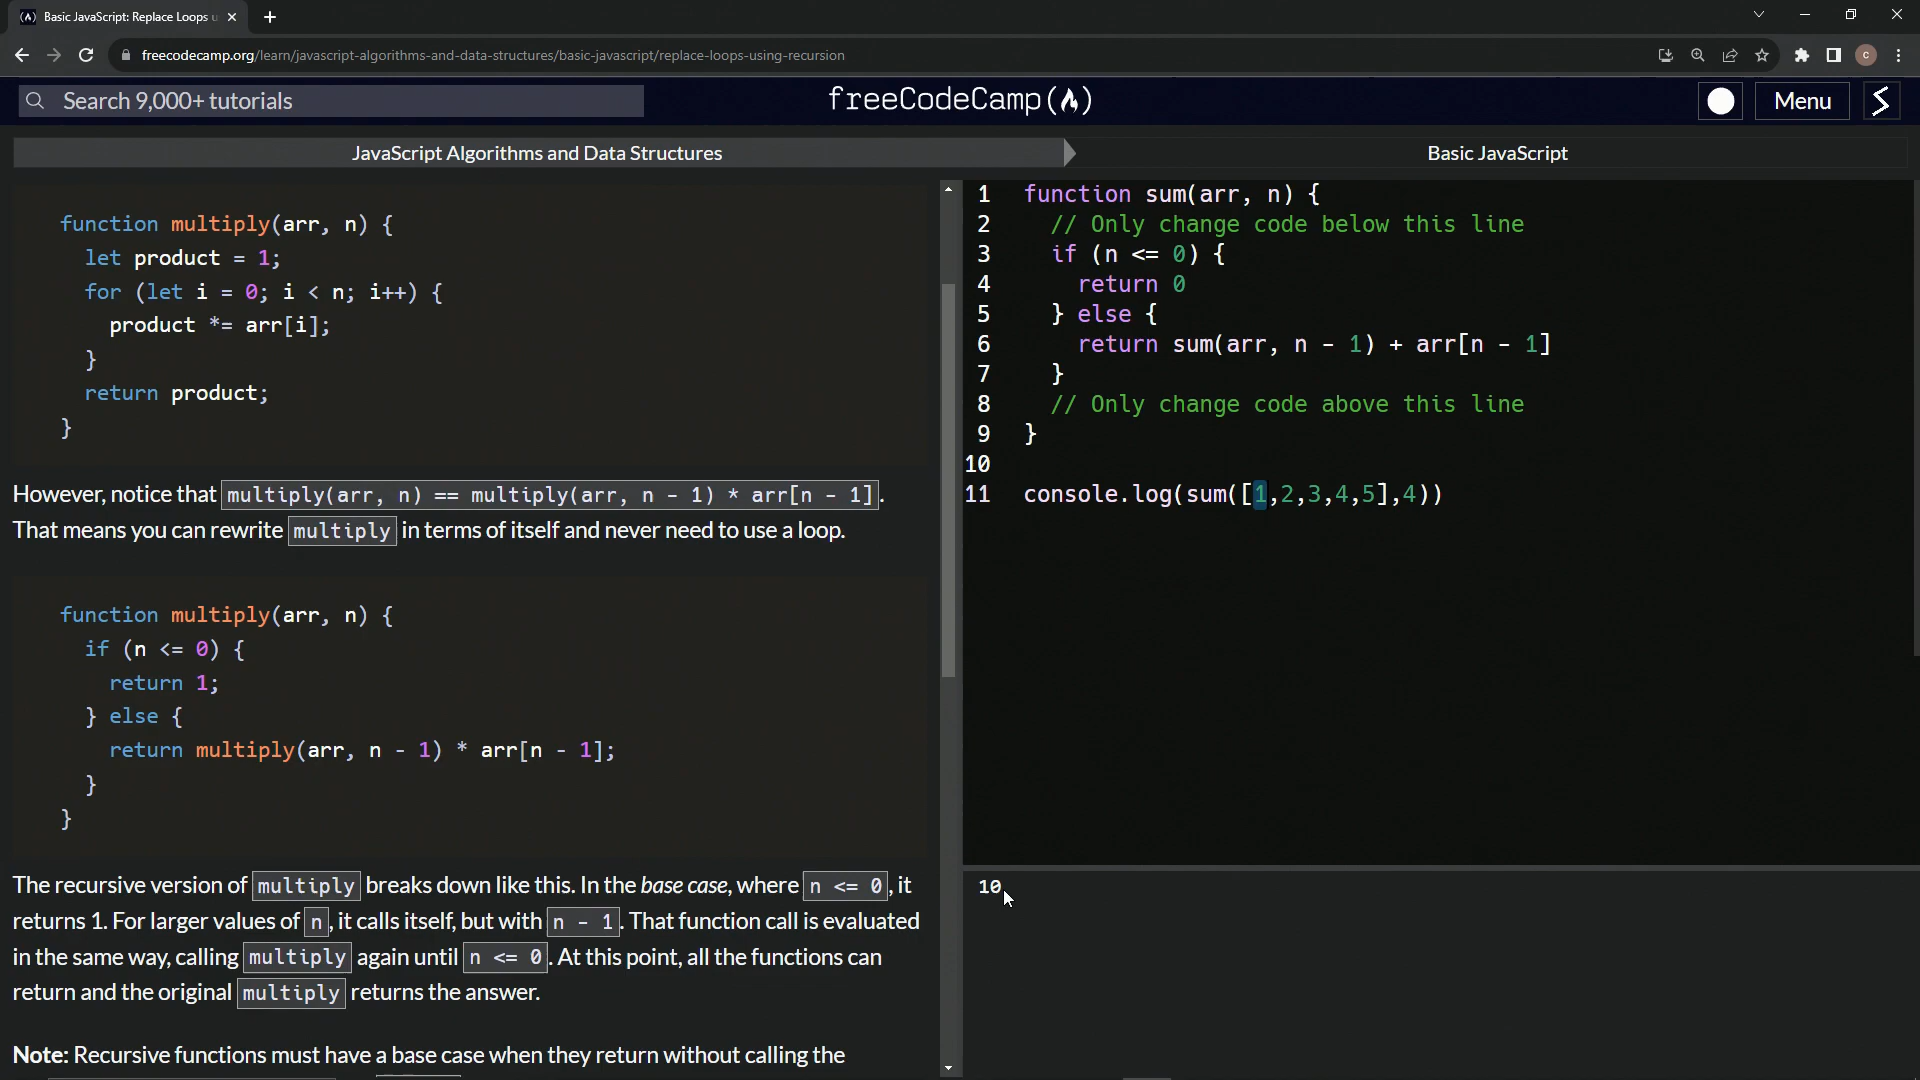 Basic JavaScript: Replace Loops u
freecodecamp.org/learn/javascript-algorithms-and-data-structures/basic-javascript/replace-loops-using-recursion
C
Search 9,000+ tutorials
freeCodeCamp(🔥)
Menu
JavaScript Algorithms and Data Structures
Basic JavaScript
function multiply(arr, n) {
  let product = 1;
  for (let i = 0; i < n; i++) {
    product *= arr[i];
  }
  return product;
}
However, notice that multiply(arr, n) == multiply(arr, n - 1) * arr[n - 1].
That means you can rewrite multiply in terms of itself and never need to use a loop.
function multiply(arr, n) {
  if (n <= 0) {
    return 1;
  } else {
    return multiply(arr, n - 1) * arr[n - 1];
  }
}
The recursive version of multiply breaks down like this. In the base case, where n <= 0, it
returns 1. For larger values of n, it calls itself, but with n - 1. That function call is evaluated
in the same way, calling multiply again until n <= 0. At this point, all the functions can
return and the original multiply returns the answer.
Note: Recursive functions must have a base case when they return without calling the
1 function sum(arr, n) {
2   // Only change code below this line
3   if (n <= 0) {
4     return 0
5   } else {
6     return sum(arr, n - 1) + arr[n - 1]
7   }
8   // Only change code above this line
9 }
10
11 console.log(sum([1,2,3,4,5],4))
10